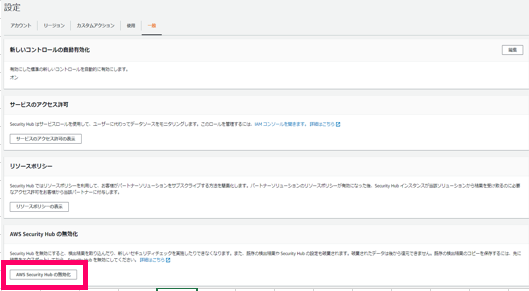 設定
アカウント
リージョン
カスタムアクション
使用
一般
新しいコントロールの自動有効化
編集
有効にした標準の新しいコントロールを自動的に有効にします。
オン
サービスのアクセス許可
Security Hub はサービスロールを使用して、ユーザーに代わってデータソースをモニタリングします。このロールを管理するには、IAM コンソールを開きます。 詳細はこちら
サービスのアクセス許可の表示
リソースポリシー
Security Hub ではリソースポリシーを利用して、お客様がパートナーソリューションをサブスクライブする方法を簡素化します。パートナーソリューションのリソースポリシーが有効になった後、Security Hub インスタンスが当該ソリューションから結果を受け取るのに必要
なアクセス許可をお客様から当該パートナーに付与します。
リソースポリシーの表示
AWS Security Hub の無効化
Security Hub を無効にすると、検出結果を取り込んだり、新しいセキュリティチェックを実施したりできなくなります。また、既存の検出結果や Security Hub の設定も破棄されます。破棄されたデータは後から復元できません。既存の検出結果のコピーを保存するには、先に
してください。 詳細はこちら
AWS Security Hub の無効化